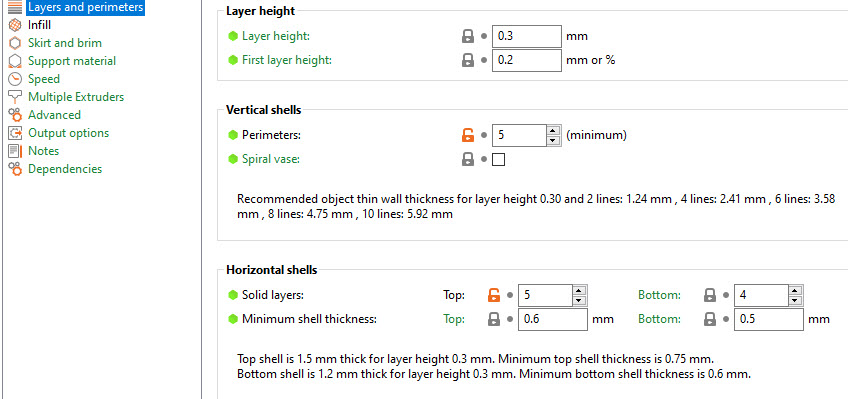 Layers and perimeters
Infill
Skirt and brim
Support material
Speed
Multiple Extruders
Advanced
Output options
Notes
Dependencies
Layer height
Layer height: 0.3 mm
First layer height: 0.2 mm or %
Vertical shells
Perimeters: 5 (minimum)
Spiral vase:
Recommended object thin wall thickness for layer height 0.30 and 2 lines: 1.24 mm , 4 lines: 2.41 mm , 6 lines: 3.58
mm , 8 lines: 4.75 mm , 10 lines: 5.92 mm
Horizontal shells
Solid layers: Top: 5 Bottom: 4
Minimum shell thickness: Top: 0.6 mm Bottom: 0.5 mm
Top shell is 1.5 mm thick for layer height 0.3 mm. Minimum top shell thickness is 0.75 mm.
Bottom shell is 1.2 mm thick for layer height 0.3 mm. Minimum bottom shell thickness is 0.6 mm.